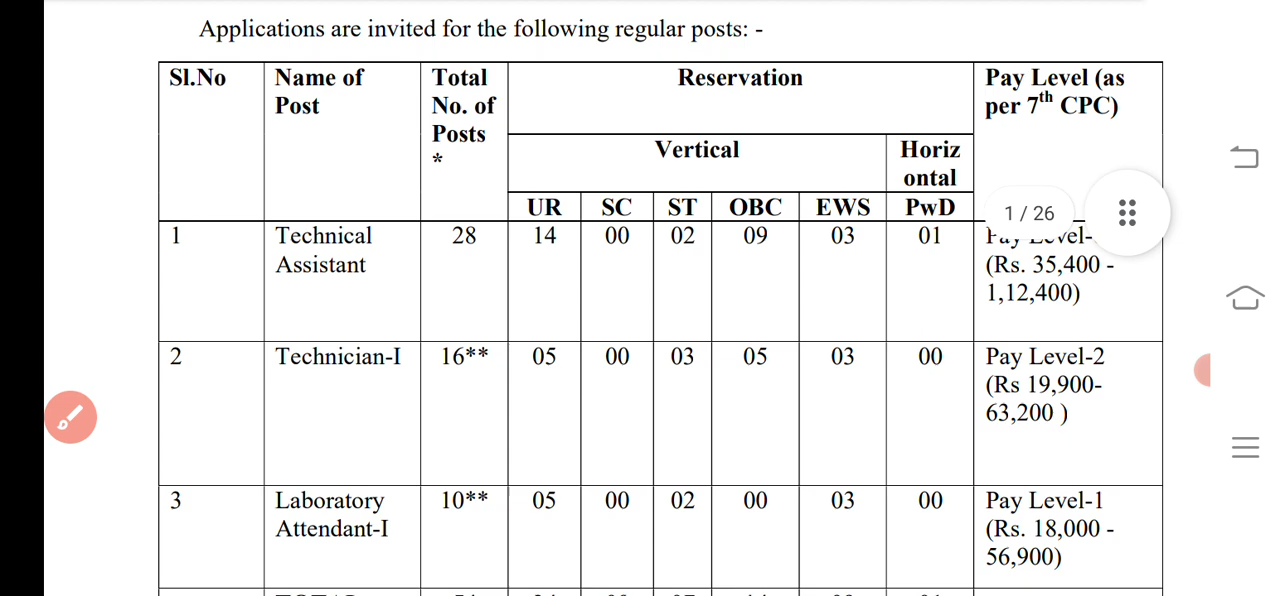 Applications are invited for the following regular posts: -
Sl.No Name of Post Total No. of Posts * Reservation Pay Level (as per 7th CPC)
Vertical Horizontal
UR SC ST OBC EWS PwD
1 / 26
1 Technical Assistant 28 14 00 02 09 03 01 (Rs. 35,400 - 1,12,400)
2 Technician-I 16** 05 00 03 05 03 00 Pay Level-2 (Rs 19,900- 63,200 )
3 Laboratory Attendant-I 10** 05 00 02 00 03 00 Pay Level-1 (Rs. 18,000 - 56,900)